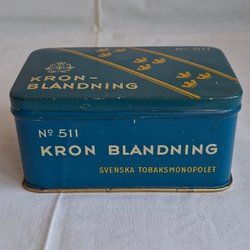 Nº 511
KRON-
BLANDNING
Nº 511
KRON BLANDNING
SVENSKA TOBAKSMONOPOLET